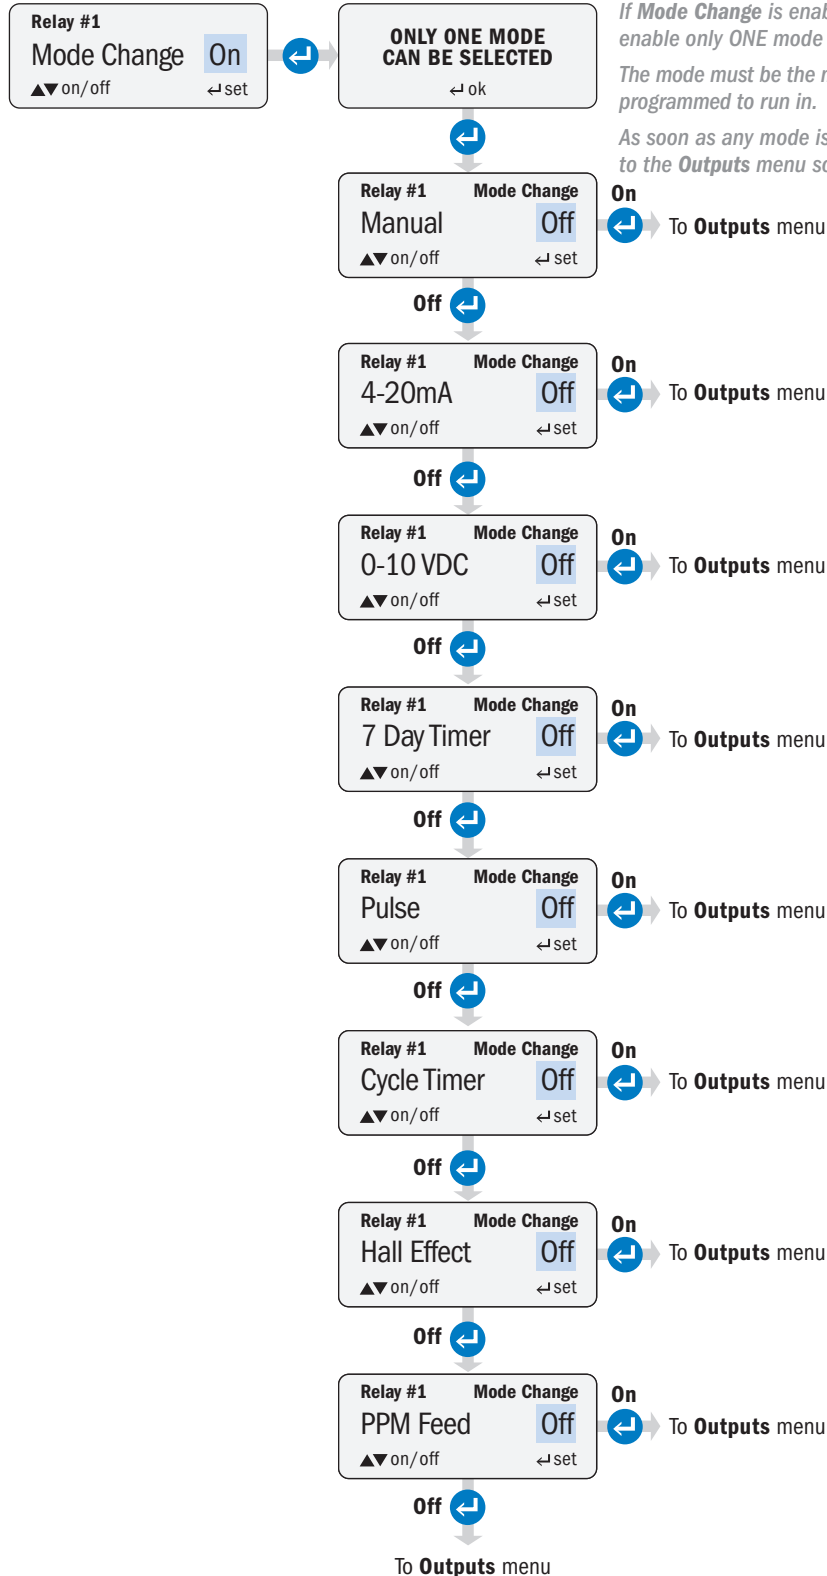 Relay #1
Mode Change On
▲▼ on/off ↵ set
ONLY ONE MODE
CAN BE SELECTED
↵ ok
If Mode Change is
enable only ONE mode
The mode must be the
programmed to run in.
As soon as any mode is
to the Outputs menu
Relay #1 Mode Change
Manual Off
▲▼ on/off ↵ set
On
To Outputs menu
Off
Relay #1 Mode Change
4-20mA Off
▲▼ on/off ↵ set
On
To Outputs menu
Off
Relay #1 Mode Change
0-10 VDC Off
▲▼ on/off ↵ set
On
To Outputs menu
Off
Relay #1 Mode Change
7 Day Timer Off
▲▼ on/off ↵ set
On
To Outputs menu
Off
Relay #1 Mode Change
Pulse Off
▲▼ on/off ↵ set
On
To Outputs menu
Off
Relay #1 Mode Change
Cycle Timer Off
▲▼ on/off ↵ set
On
To Outputs menu
Off
Relay #1 Mode Change
Hall Effect Off
▲▼ on/off ↵ set
On
To Outputs menu
Off
Relay #1 Mode Change
PPM Feed Off
▲▼ on/off ↵ set
On
To Outputs menu
Off
To Outputs menu